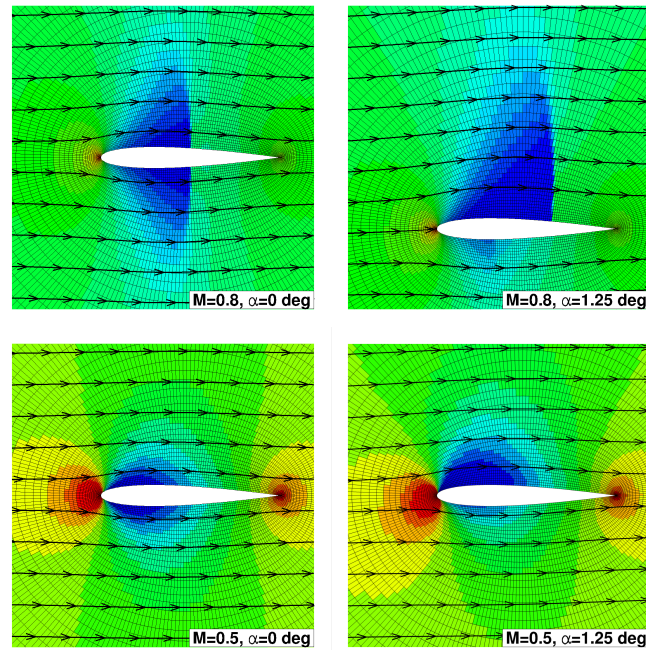 M=0.8, α=0 deg
M=0.8, α=1.25 deg
M=0.5, α=0 deg
M=0.5, α=1.25 deg